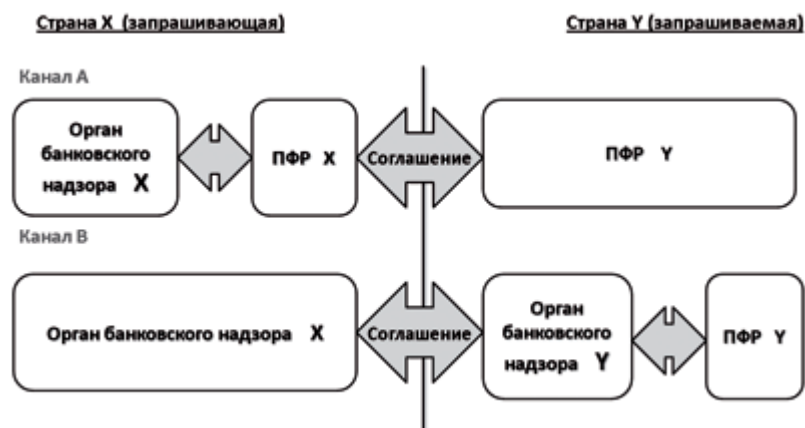 Страна X (запрашивающая)
Страна Y (запрашиваемая)
Канал А
Орган
банковского
надзора X
ПФР X
Соглашение
ПФР Y
Канал В
Орган банковского надзора X
Соглашение
Орган
банковского
надзора Y
ПФР Y